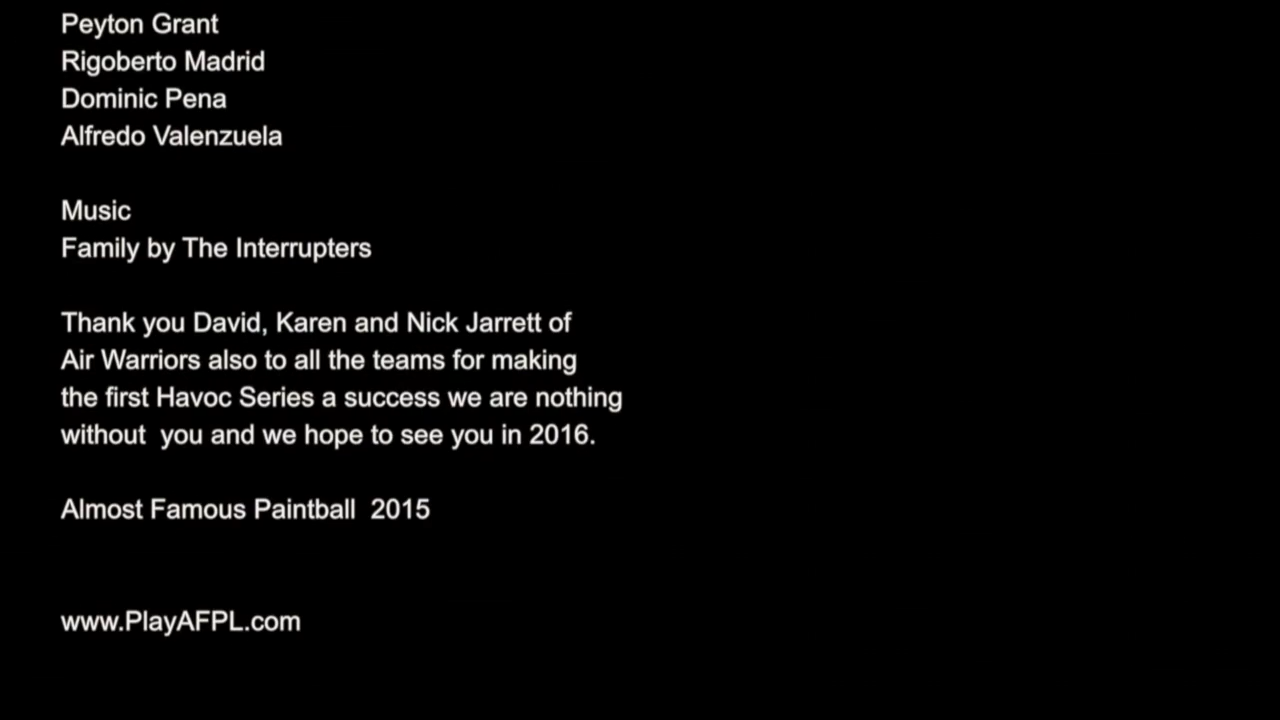 Peyton Grant
Rigoberto Madrid
Dominic Pena
Alfredo Valenzuela
Music
Family by The Interrupters
Thank you David, Karen and Nick Jarrett of
Air Warriors also to all the teams for making
the first Havoc Series a success we are nothing
without  you and we hope to see you in 2016.
Almost Famous Paintball  2015
www.PlayAFPL.com